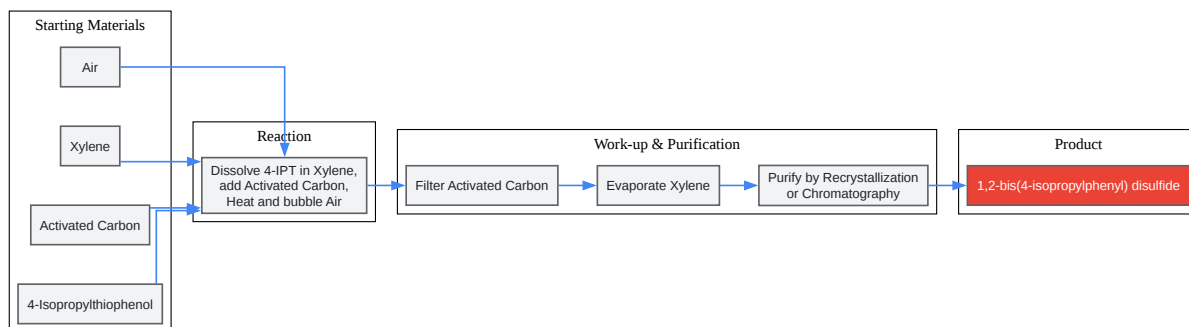 Starting Materials
Air
Xylene
Activated Carbon
4-Isopropylthiophenol
Reaction
Dissolve 4-IPT in Xylene,
add Activated Carbon,
Heat and bubble Air
Work-up & Purification
Filter Activated Carbon
Evaporate Xylene
Purify by Recrystallization
or Chromatography
Product
1,2-bis(4-isopropylphenyl) disulfide